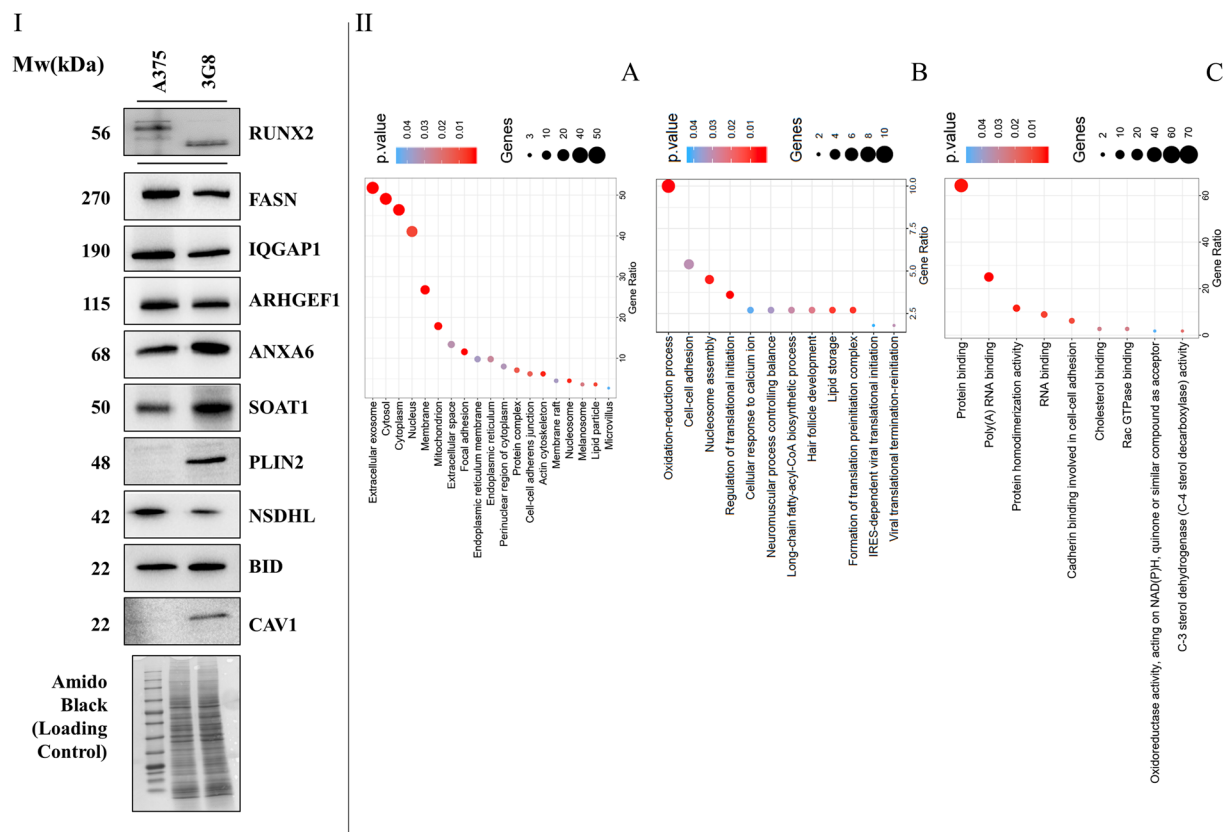 I
II
Mw(kDa)
A375
3G8
56
RUNX2
270
FASN
190
IQGAP1
115
ARHGEF1
68
ANXA6
50
SOAT1
48
PLIN2
42
NSDHL
22
BID
22
CAV1
Amido
Black
(Loading
Control)
A
p.value
0.04
0.03
0.02
0.01
Genes
3
10
20
40
50
50
40
30
20
10
Gene Ratio
Extracellular exosome
Cytosol
Cytoplasm
Nucleus
Membrane
Mitochondrion
Extracellular space
Focal adhesion
Endoplasmic reticulum membrane
Endoplasmic reticulum
Perinuclear region of cytoplasm
Protein complex
Cell-cell adherens junction
Actin cytoskeleton
Membrane raft
Nucleosome
Melanosome
Lipid particle
Microvillus
B
p.value
0.04
0.03
0.02
0.01
Genes
2
4
6
8
10
10.0
7.5
5.0
2.5
Gene Ratio
Oxidation-reduction process
Cell-cell adhesion
Nucleosome assembly
Regulation of translational initiation
Cellular response to calcium ion
Neuromuscular process controlling balance
Long-chain fatty-acyl-CoA biosynthetic process
Hair follicle development
Lipid storage
Formation of translation preinitiation complex
IRES-dependent viral translational initiation
Viral translational termination-reinitiation
C
p.value
0.04
0.03
0.02
0.01
Genes
2
10
20
40
60
70
60
40
20
0
Gene Ratio
Protein binding
Poly(A) RNA binding
Protein homodimerization activity
RNA binding
Cadherin binding involved in cell-cell adhesion
Cholesterol binding
Rac GTPase binding
Oxidoreductase activity, acting on NAD(P)H, quinone or similar compound as acceptor
C-3 sterol dehydrogenase (C-4 sterol decarboxylase) activity